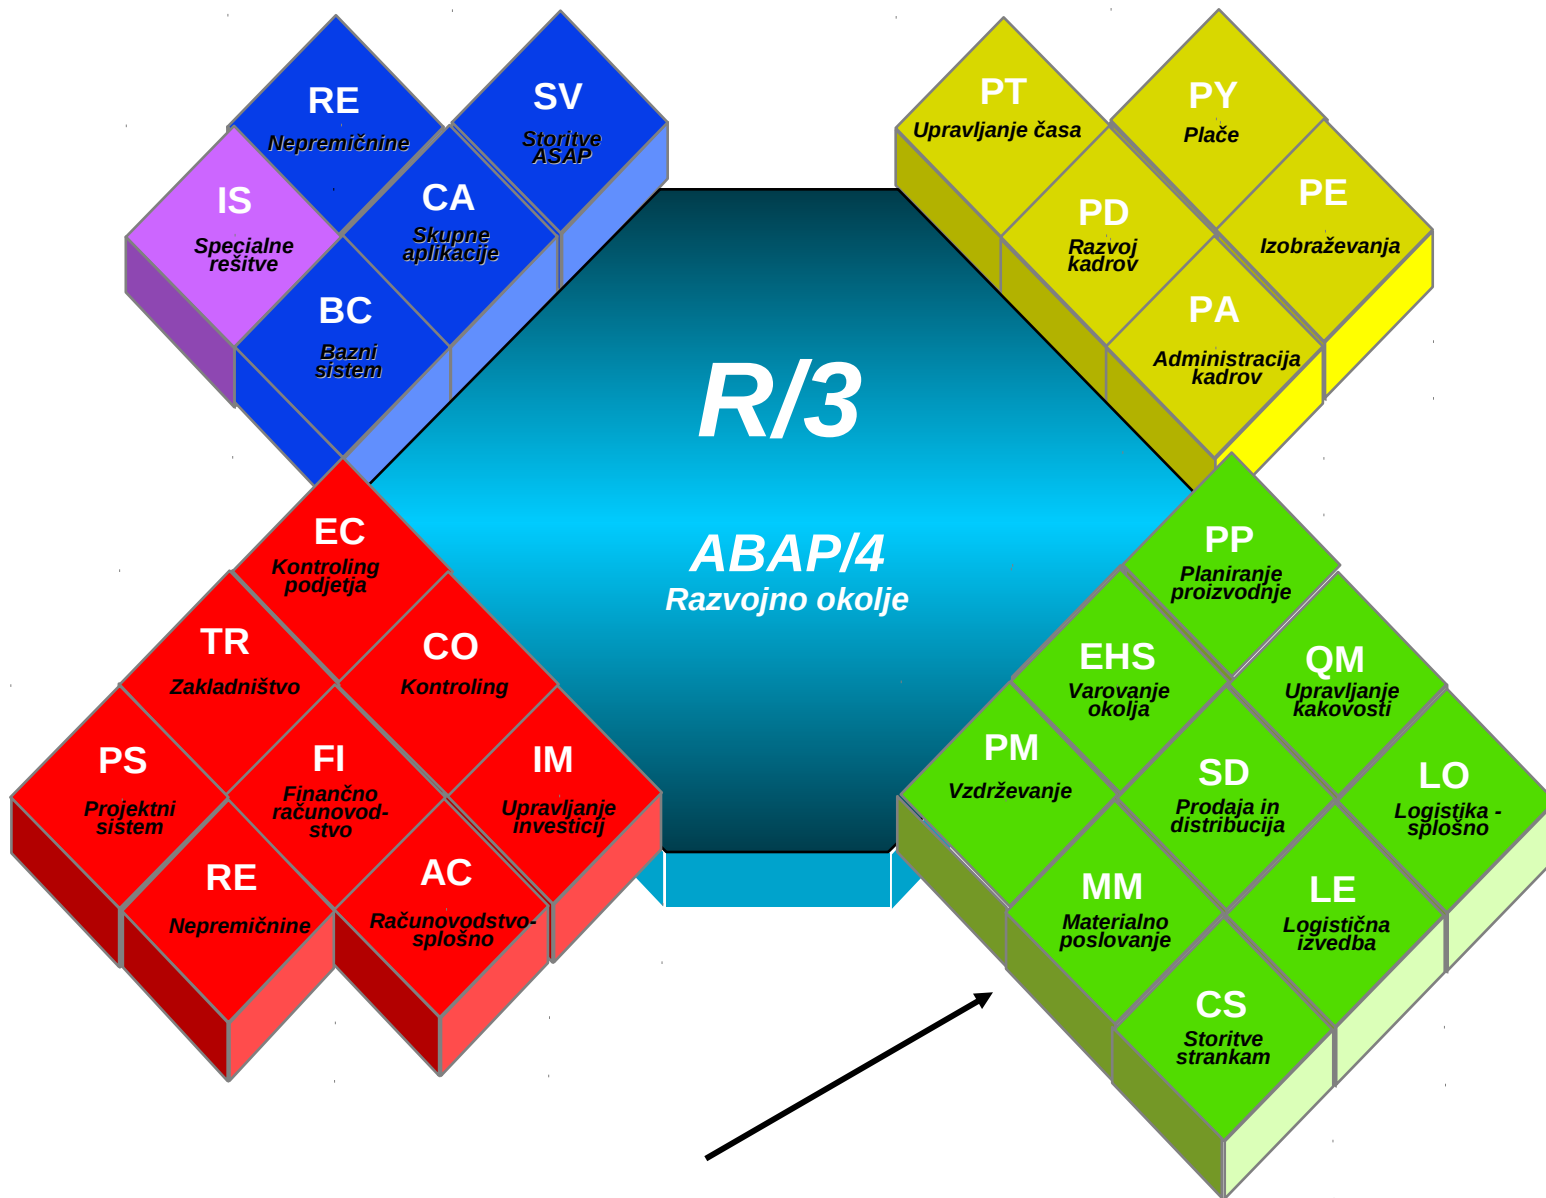 RE
Nepremičnine
SV
Storitve
ASAP
IS
Specialne
rešitve
CA
Skupne
aplikacije
BC
Bazni
sistem
PT
Upravljanje časa
PY
Plače
PD
Razvoj
kadrov
PE
Izobraževanja
PA
Administracija
kadrov
R/3
ABAP/4
Razvojno okolje
EC
Kontroling
podjetja
TR
Zakladništvo
CO
Kontroling
PS
Projektni
sistem
FI
Finančno
računovod-
stvo
IM
Upravljanje
investicij
RE
Nepremičnine
AC
Računovodstvo-
splošno
PP
Planiranje
proizvodnje
EHS
Varovanje
okolja
QM
Upravljanje
kakovosti
PM
Vzdrževanje
SD
Prodaja in
distribucija
LO
Logistika -
splošno
MM
Materialno
poslovanje
LE
Logistična
izvedba
CS
Storitve
strankam